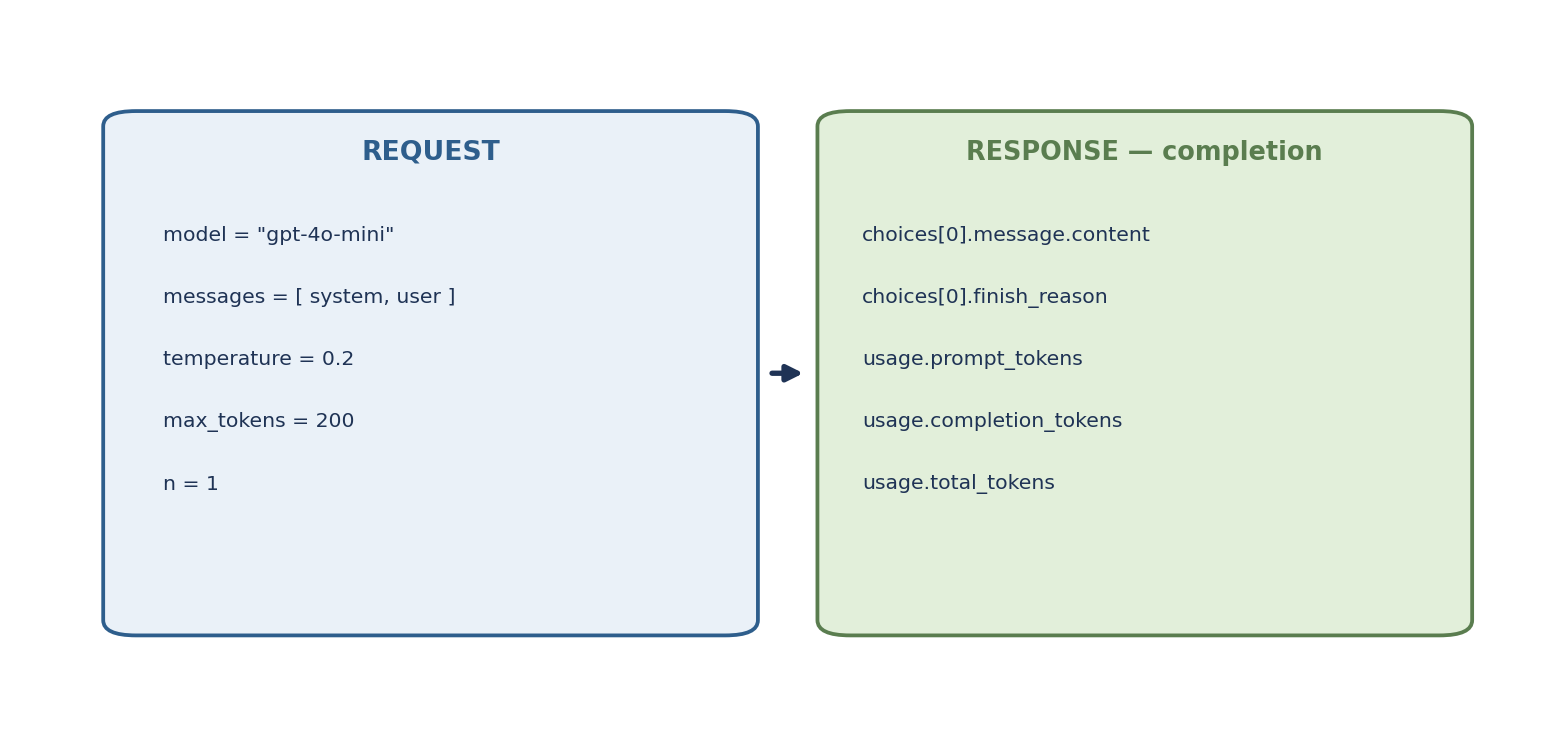 REQUEST
model = "gpt-4o-mini"
messages = [ system, user ]
temperature = 0.2
max_tokens = 200
n = 1
RESPONSE — completion
choices[0].message.content
choices[0].finish_reason
usage.prompt_tokens
usage.completion_tokens
usage.total_tokens